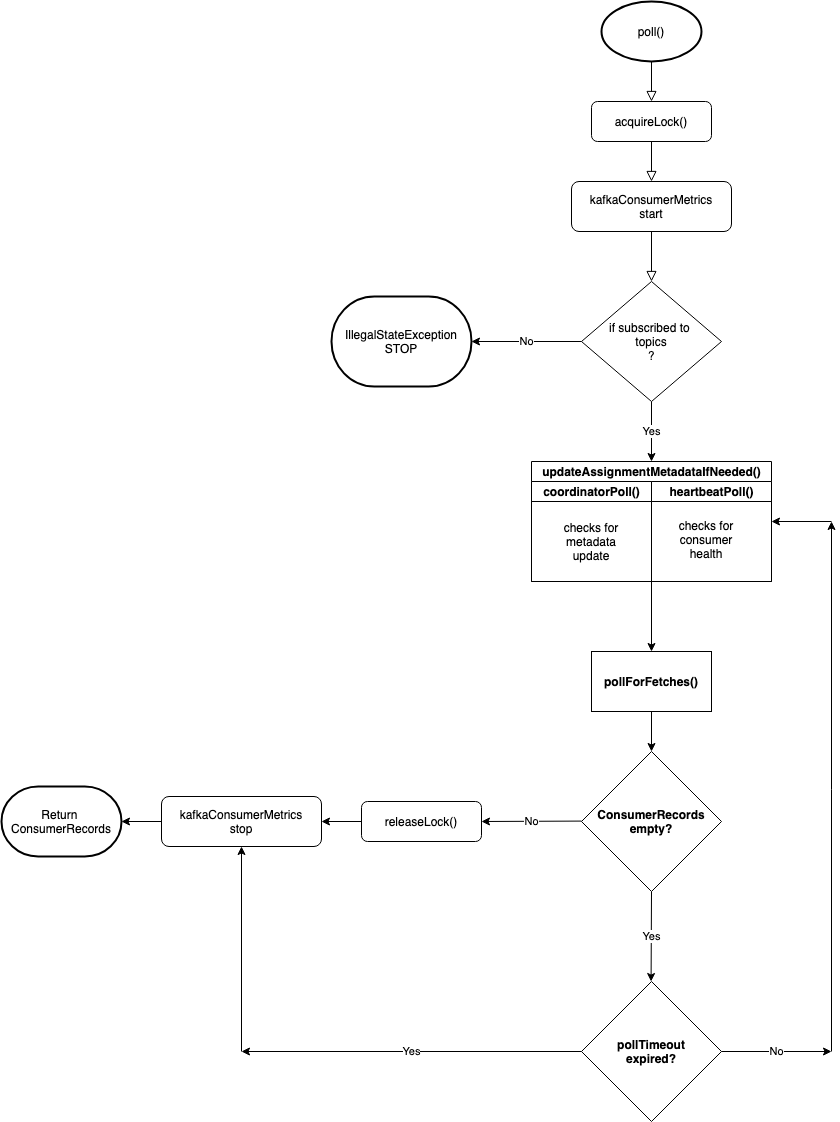 poll()
acquireLock()
kafkaConsumerMetrics
start
if subscribed to
topics
?
No
IllegalStateException
STOP
Yes
updateAssignmentMetadataIfNeeded()
coordinatorPoll()
heartbeatPoll()
checks for
metadata
update
checks for
consumer
health
pollForFetches()
ConsumerRecords
empty?
No
releaseLock()
kafkaConsumerMetrics
stop
Return
ConsumerRecords
Yes
pollTimeout
expired?
Yes
No